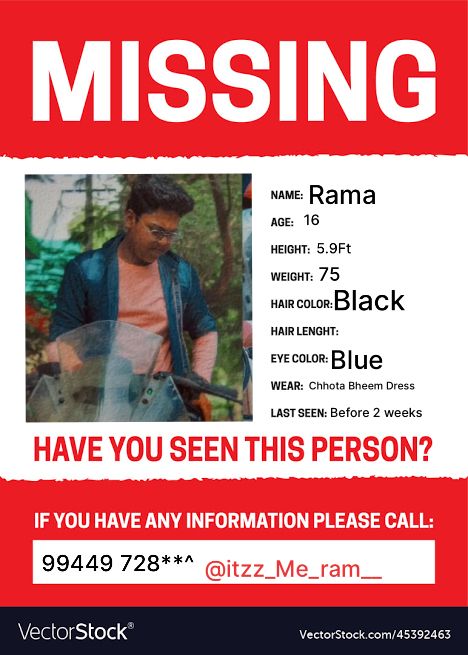 MISSING
NAME: Rama
AGE: 16
HEIGHT: 5.9Ft
WEIGHT: 75
HAIR COLOR: Black
HAIR LENGHT:
EYE COLOR: Blue
WEAR: Chhota Bheem Dress
LAST SEEN: Before 2 weeks
HAVE YOU SEEN THIS PERSON?
IF YOU HAVE ANY INFORMATION PLEASE CALL:
99449 728**^ @itzz_Me_ram__
VectorStock® VectorStock.com/45392463